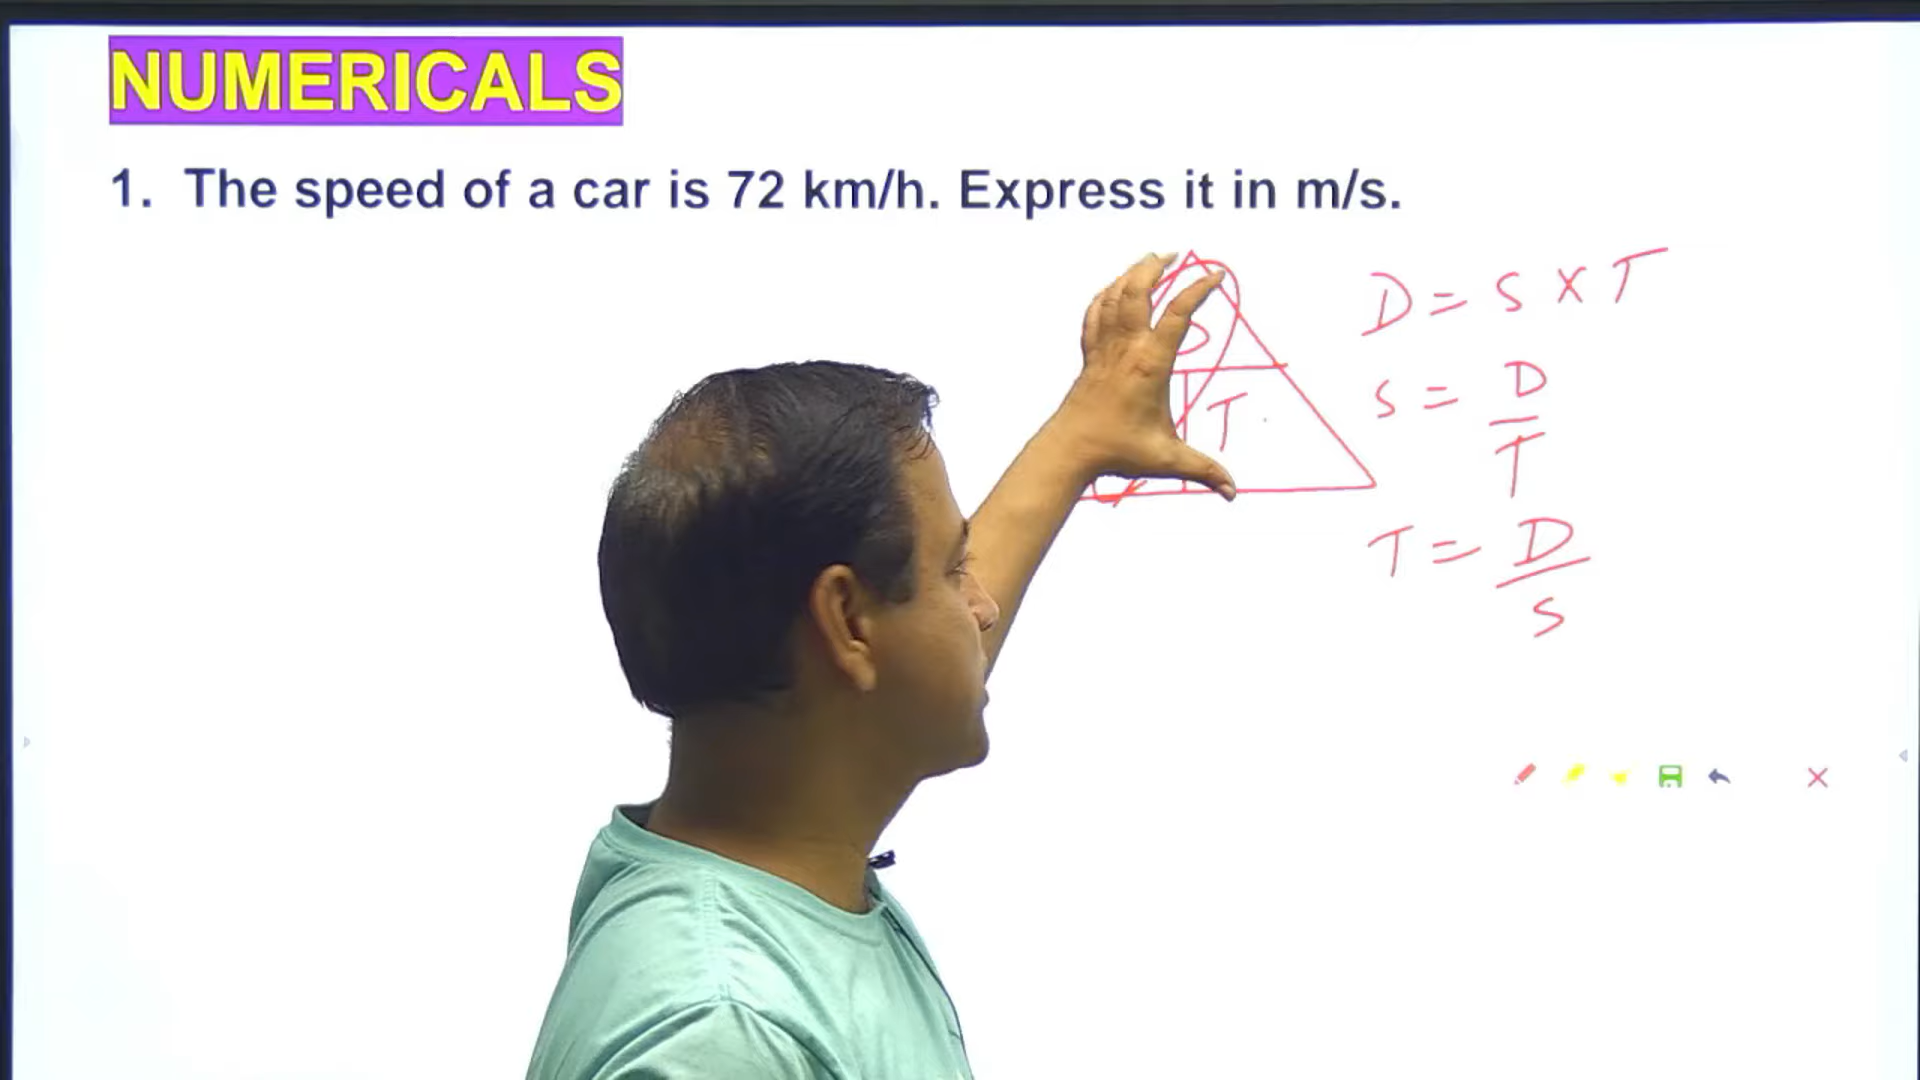 NUMERICALS
1. The speed of a car is 72 km/h. Express it in m/s.
D
T
D = S X T
S = D
T
T = D
S